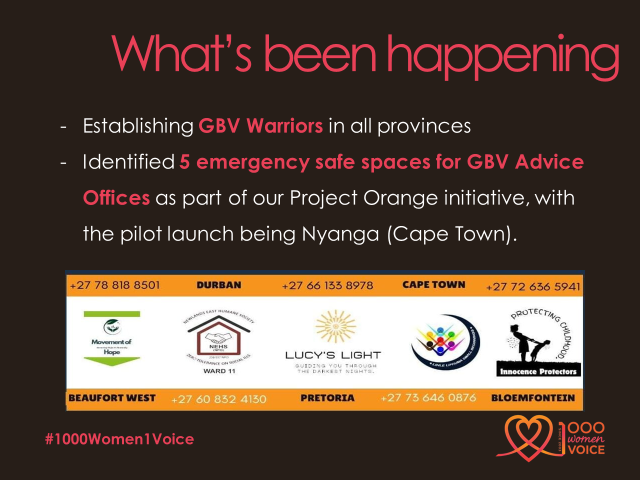 What's been happening
- Establishing GBV Warriors in all provinces
- Identified 5 emergency safe spaces for GBV Advice
Offices as part of our Project Orange initiative, with
the pilot launch being Nyanga (Cape Town).
+27 78 818 8501 DURBAN +27 66 133 8978 CAPE TOWN +27 72 636 5941
Movement of
Hope
NEHS
WARD 11
LUCY'S LIGHT
GUIDING YOU THROUGH
THE DARKEST NIGHTS.
PROTECTING CHILDHOOD.
Innocence Protectors
BEAUFORT WEST +27 60 832 4130 PRETORIA +27 73 646 0876 BLOEMFONTEIN
#1000Women1Voice
1000
women
VOICE